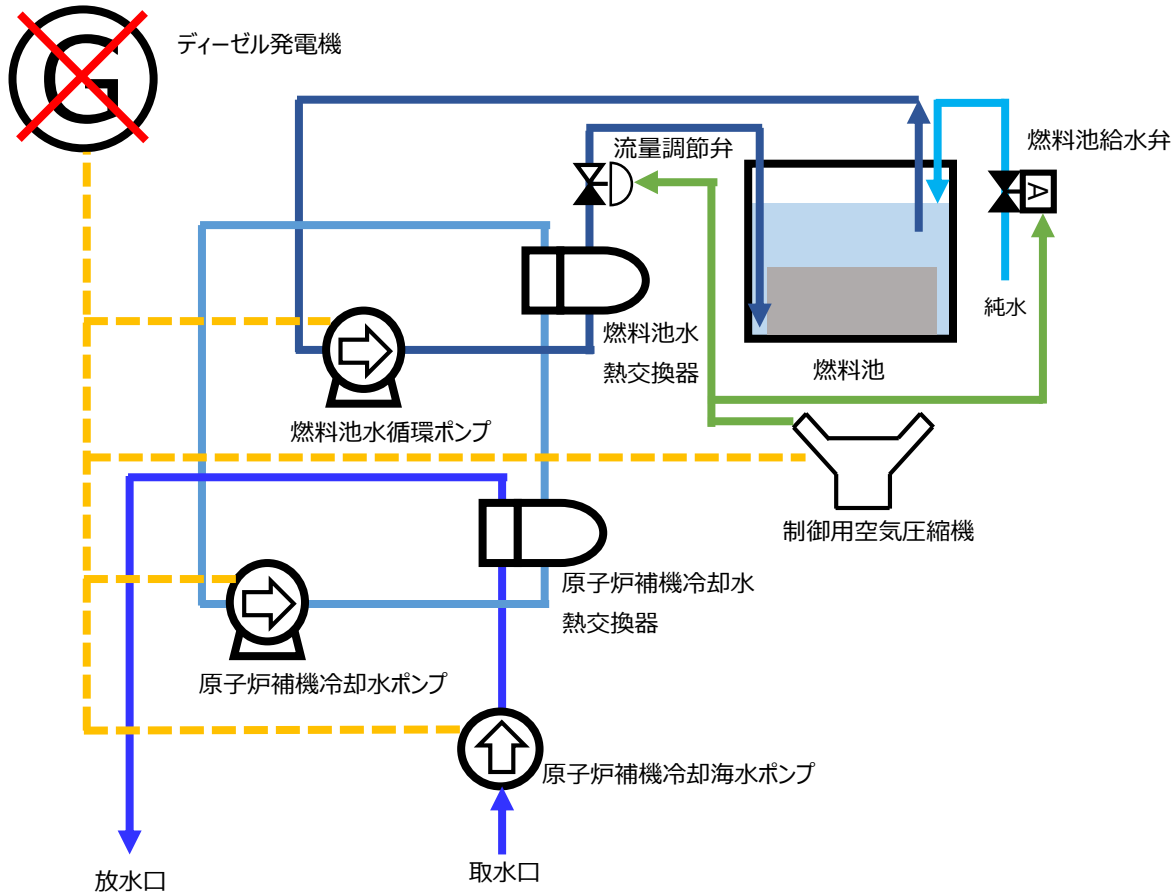 G
ディーゼル発電機
流量調節弁
燃料池給水弁
A
純水
燃料池水
熱交換器
燃料池
燃料池水循環ポンプ
制御用空気圧縮機
原子炉補機冷却水
熱交換器
原子炉補機冷却水ポンプ
原子炉補機冷却海水ポンプ
放水口
取水口